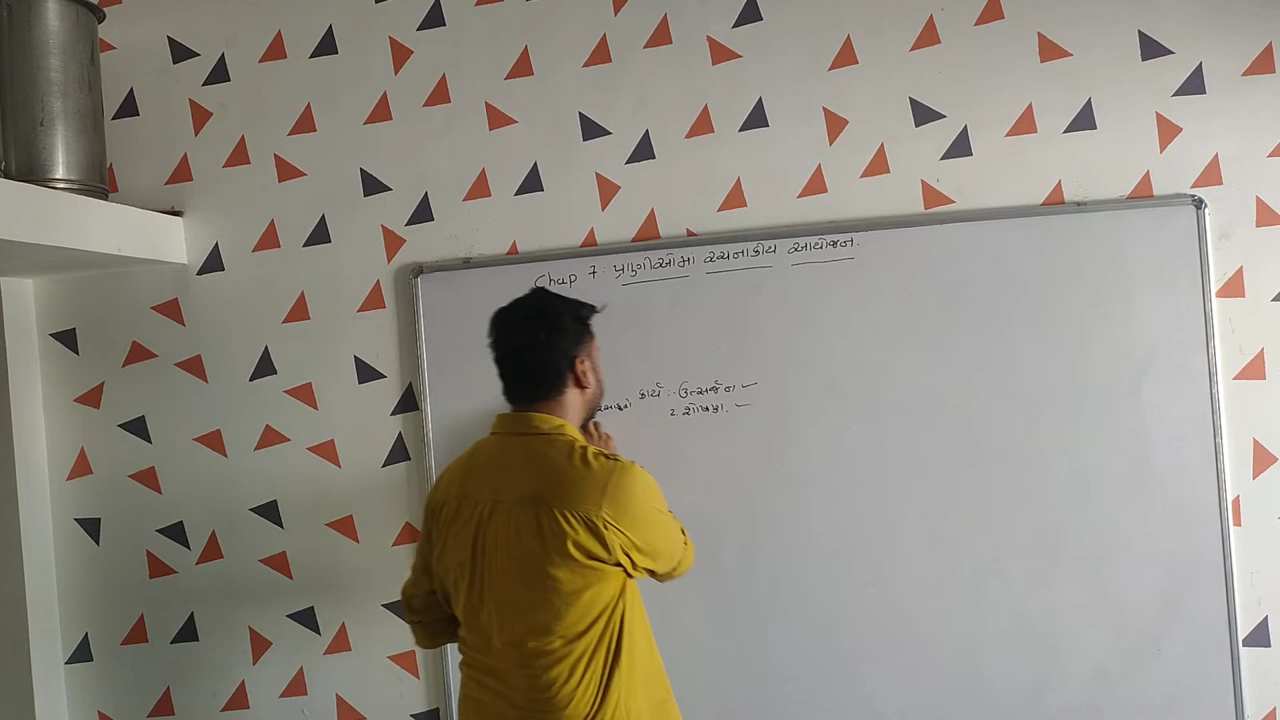 Chap 7: પ્રાણીઓમાં રચનાકીય આયોજન.
કાર્ય :- ઉત્સર્જન
2. શોષણ.